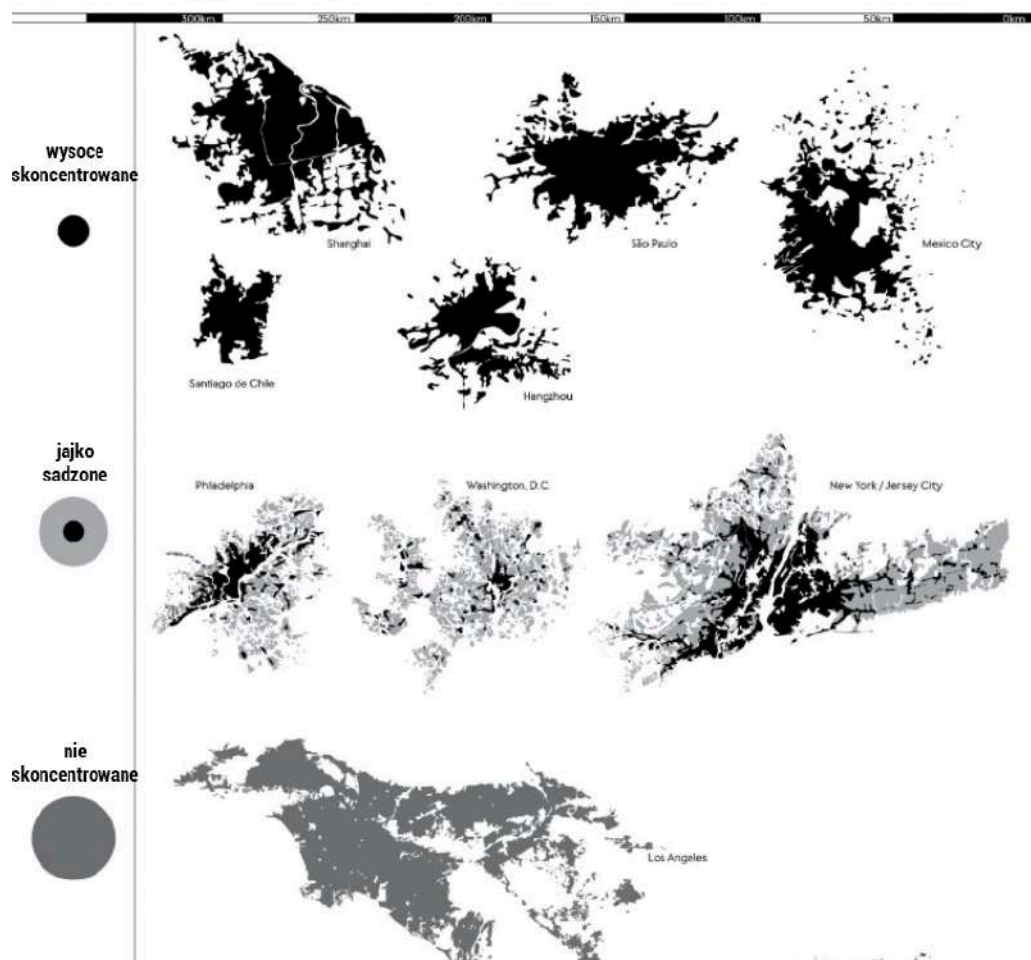 300km 250km 200km 150km 100km 50km 0km
wysoce
skoncentrowane
Shanghai
São Paulo
Mexico City
Santiago de Chile
Hangzhou
jajko
sadzone
Philadelphia
Washington, D.C
New York / Jersey City
nie
skoncentrowane
Los Angeles